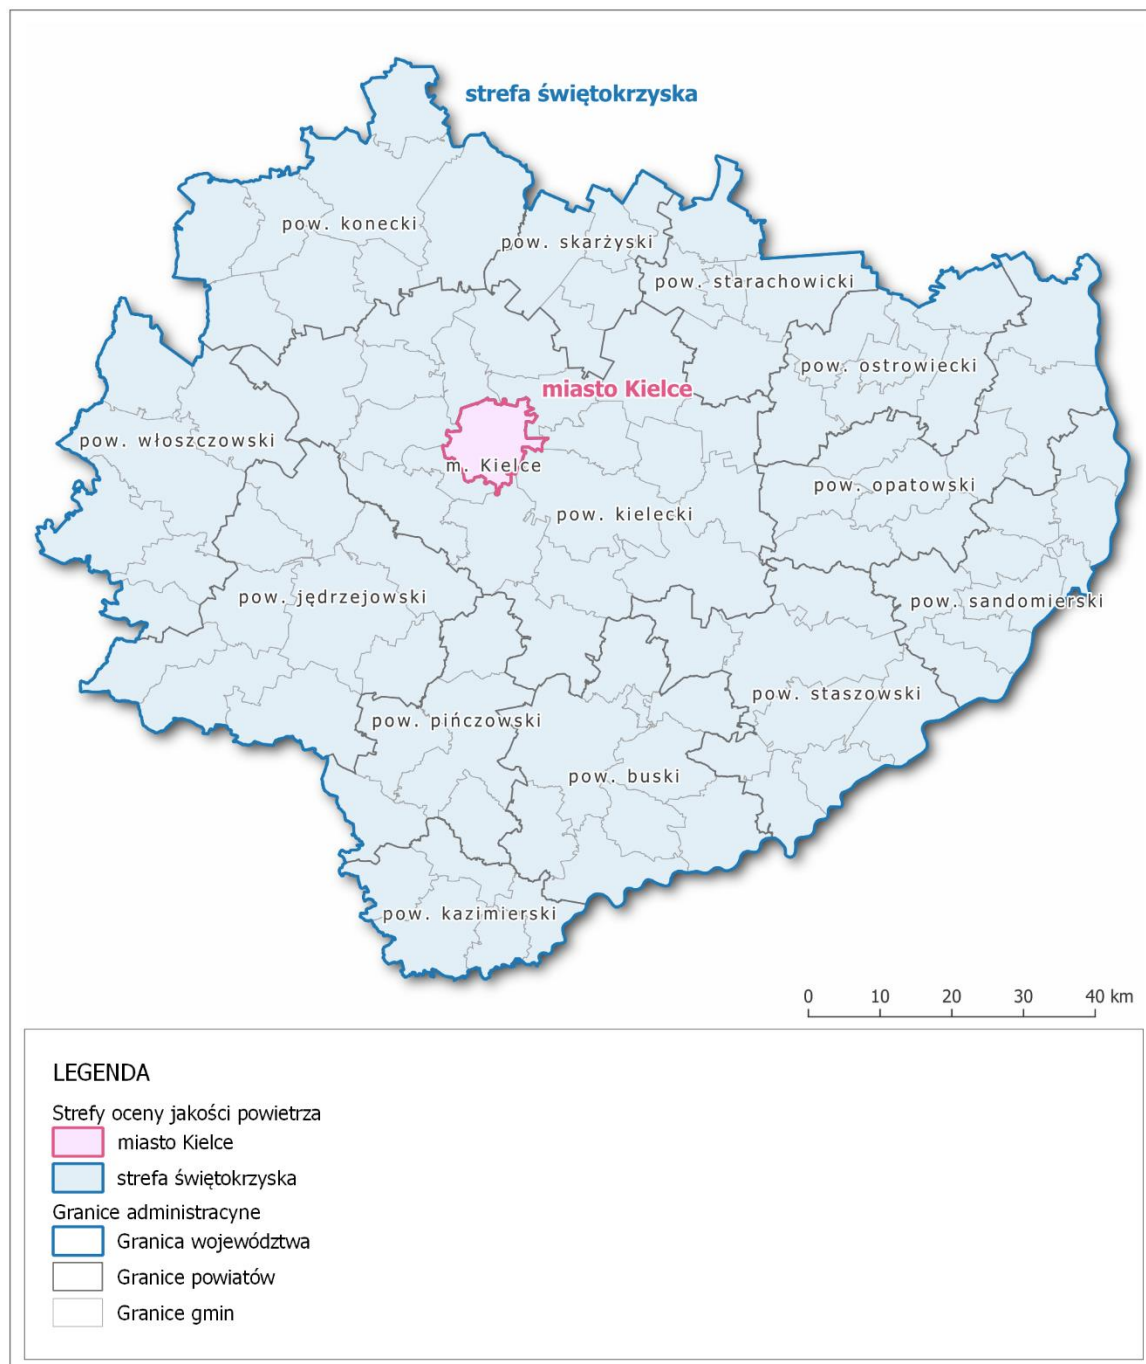 strefa świętokrzyska
pow. konecki
pow. skarżyski
pow. starachowicki
pow. ostrowiecki
miasto Kielce
pow. włoszczowski
m. Kielce
pow. opatowski
pow. kielecki
pow. jędrzejowski
pow. sandomierski
pow. staszowski
pow. pińczowski
pow. buski
pow. kazimierski
0 10 20 30 40 km
LEGENDA
Strefy oceny jakości powietrza
miasto Kielce
strefa świętokrzyska
Granice administracyne
Granica województwa
Granice powiatów
Granice gmin